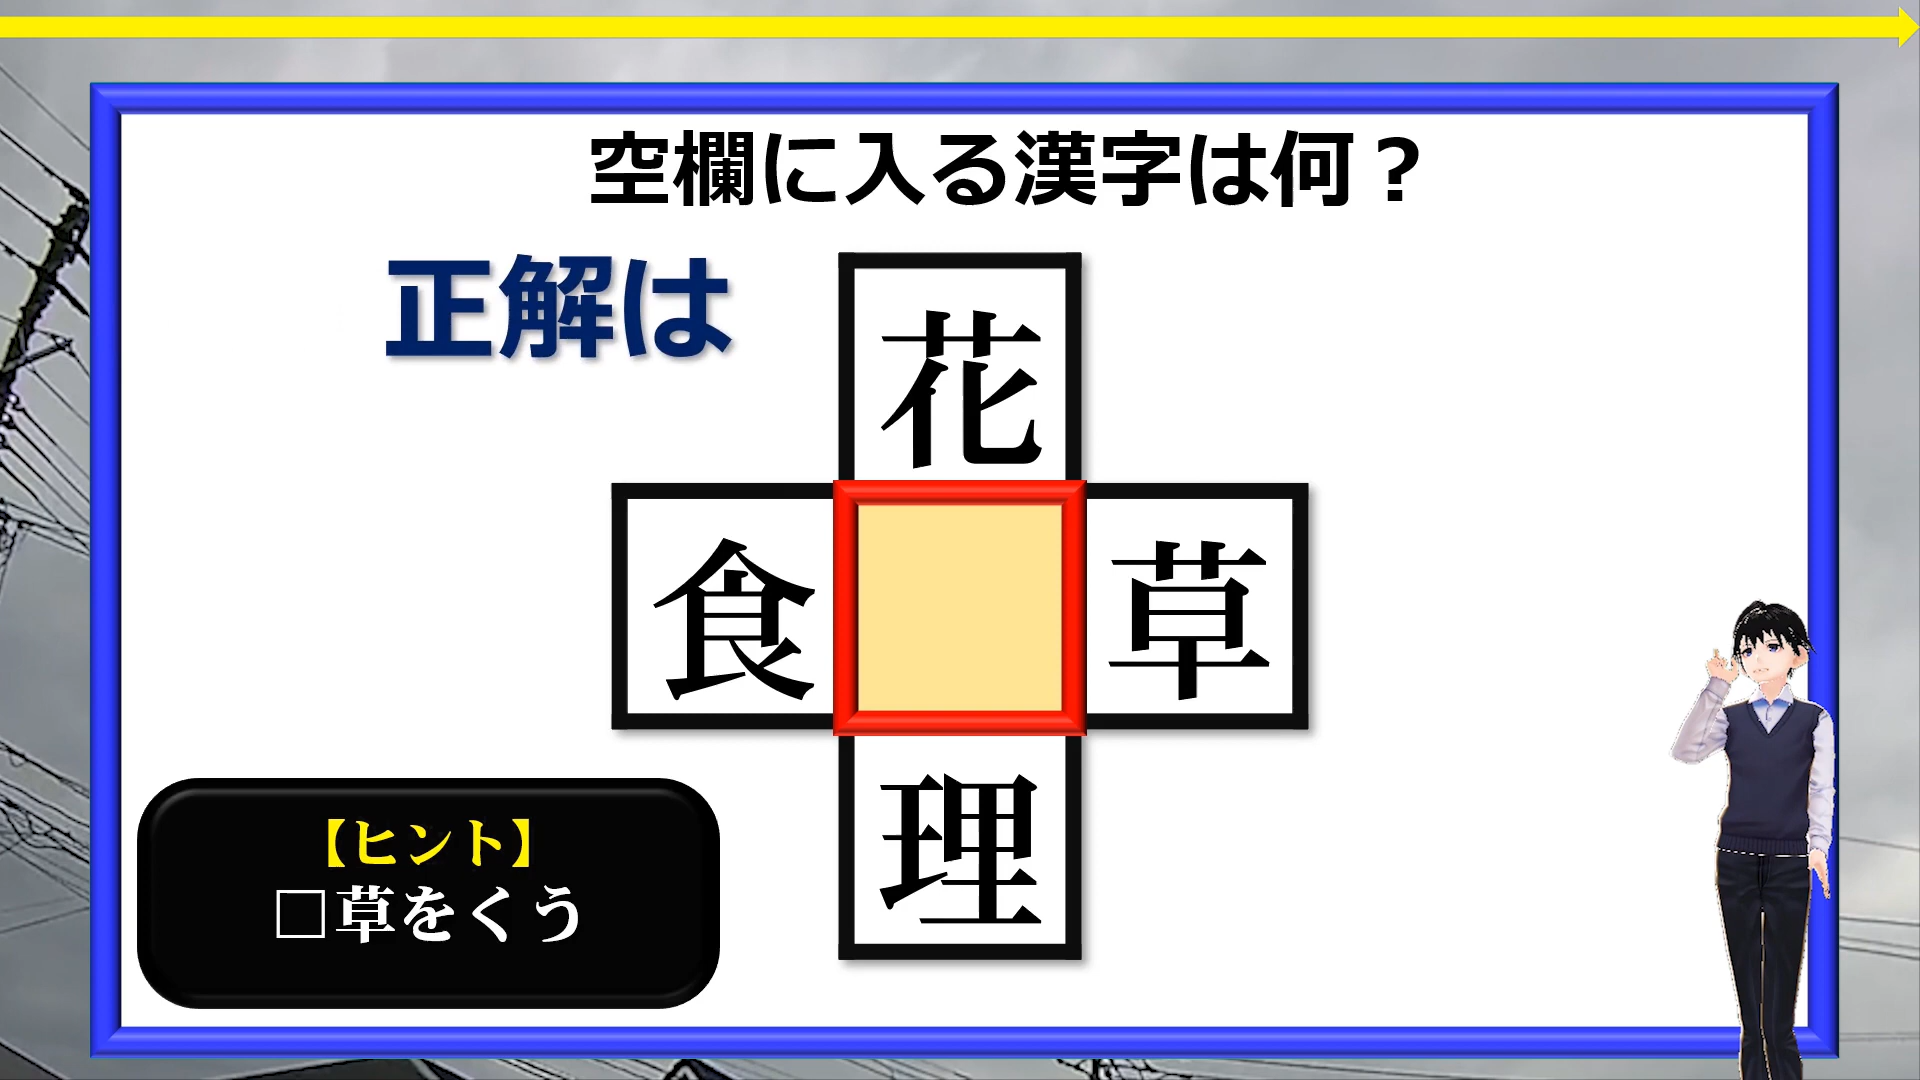 空欄に入る漢字は何？
正解は
花
食
草
理
【ヒント】
□草をくう